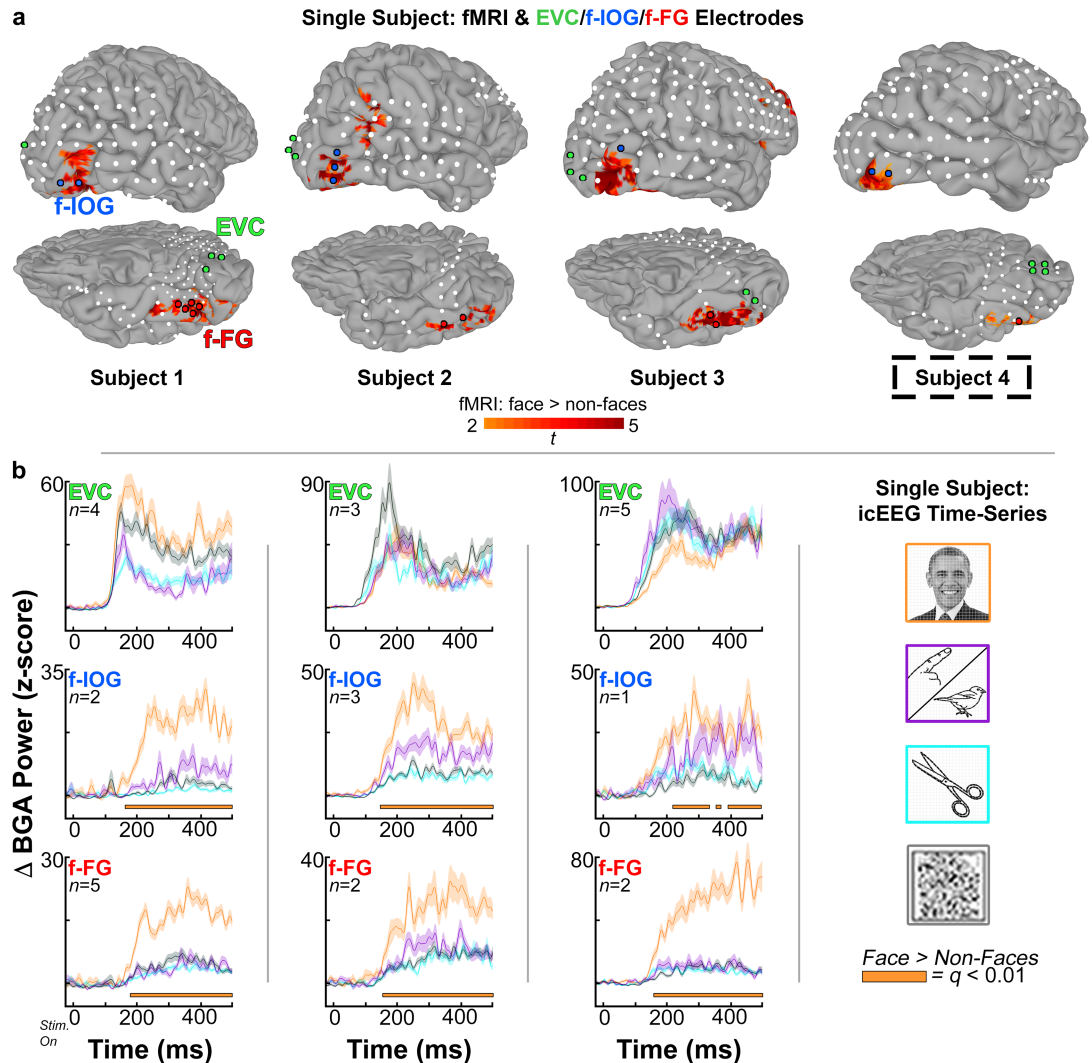 a
Single Subject: fMRI & EVC/f-IOG/f-FG Electrodes
f-IOG
EVC
f-FG
Subject 1
Subject 2
Subject 3
Subject 4
fMRI: face > non-faces
2
5
t
b
Δ BGA Power (z-score)
60
EVC
n=4
0
200
400
90
EVC
n=3
0
200
400
100
EVC
n=5
0
200
400
35
f-IOG
n=2
0
200
400
50
f-IOG
n=3
0
200
400
50
f-IOG
n=1
0
200
400
30
f-FG
n=5
0
200
400
40
f-FG
n=2
0
200
400
80
f-FG
n=2
0
200
400
Stim.
On
Time (ms)
Time (ms)
Time (ms)
Single Subject:
icEEG Time-Series
Face > Non-Faces
= q < 0.01